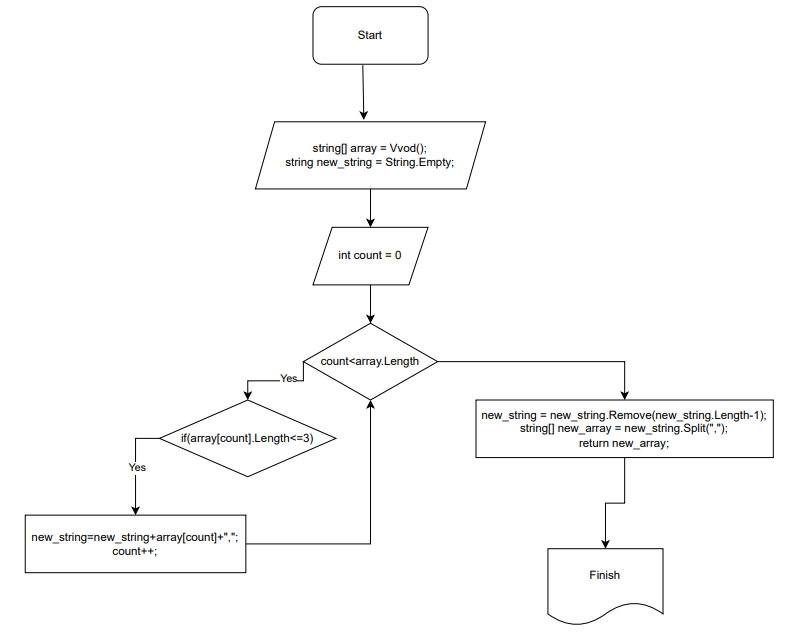 Start
string[] array = Vvod();
string new_string = String.Empty;
int count = 0
count<array.Length
Yes
if(array[count].Length<=3)
Yes
new_string=new_string+array[count]+",";
count++;
new_string = new_string.Remove(new_string.Length-1);
string[] new_array = new_string.Split(",");
return new_array;
Finish